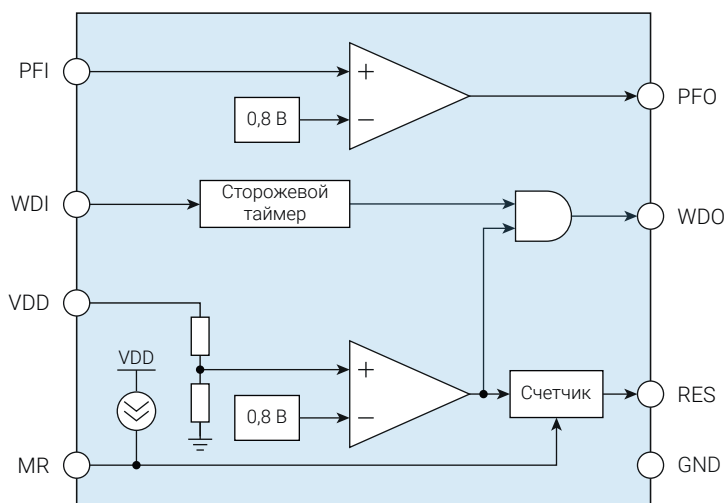 PFI
0,8 В
+
−
PFO
WDI
Сторожевой
таймер
WDO
VDD
VDD
0,8 В
+
−
Счетчик
RES
MR
GND